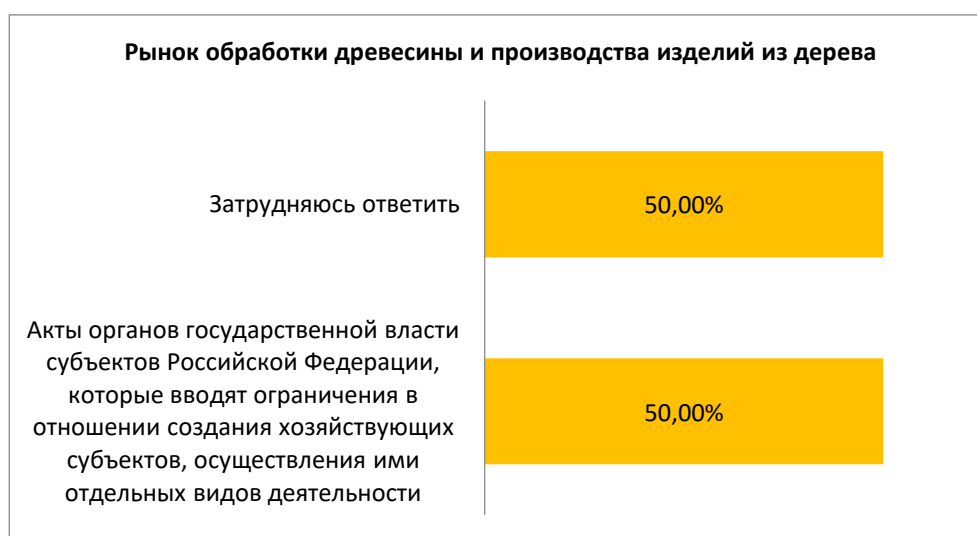 Рынок обработки древесины и производства изделий из дерева
Затрудняюсь ответить
50,00%
Акты органов государственной власти
субъектов Российской Федерации,
которые вводят ограничения в
отношении создания хозяйствующих
субъектов, осуществления ими
отдельных видов деятельности
50,00%